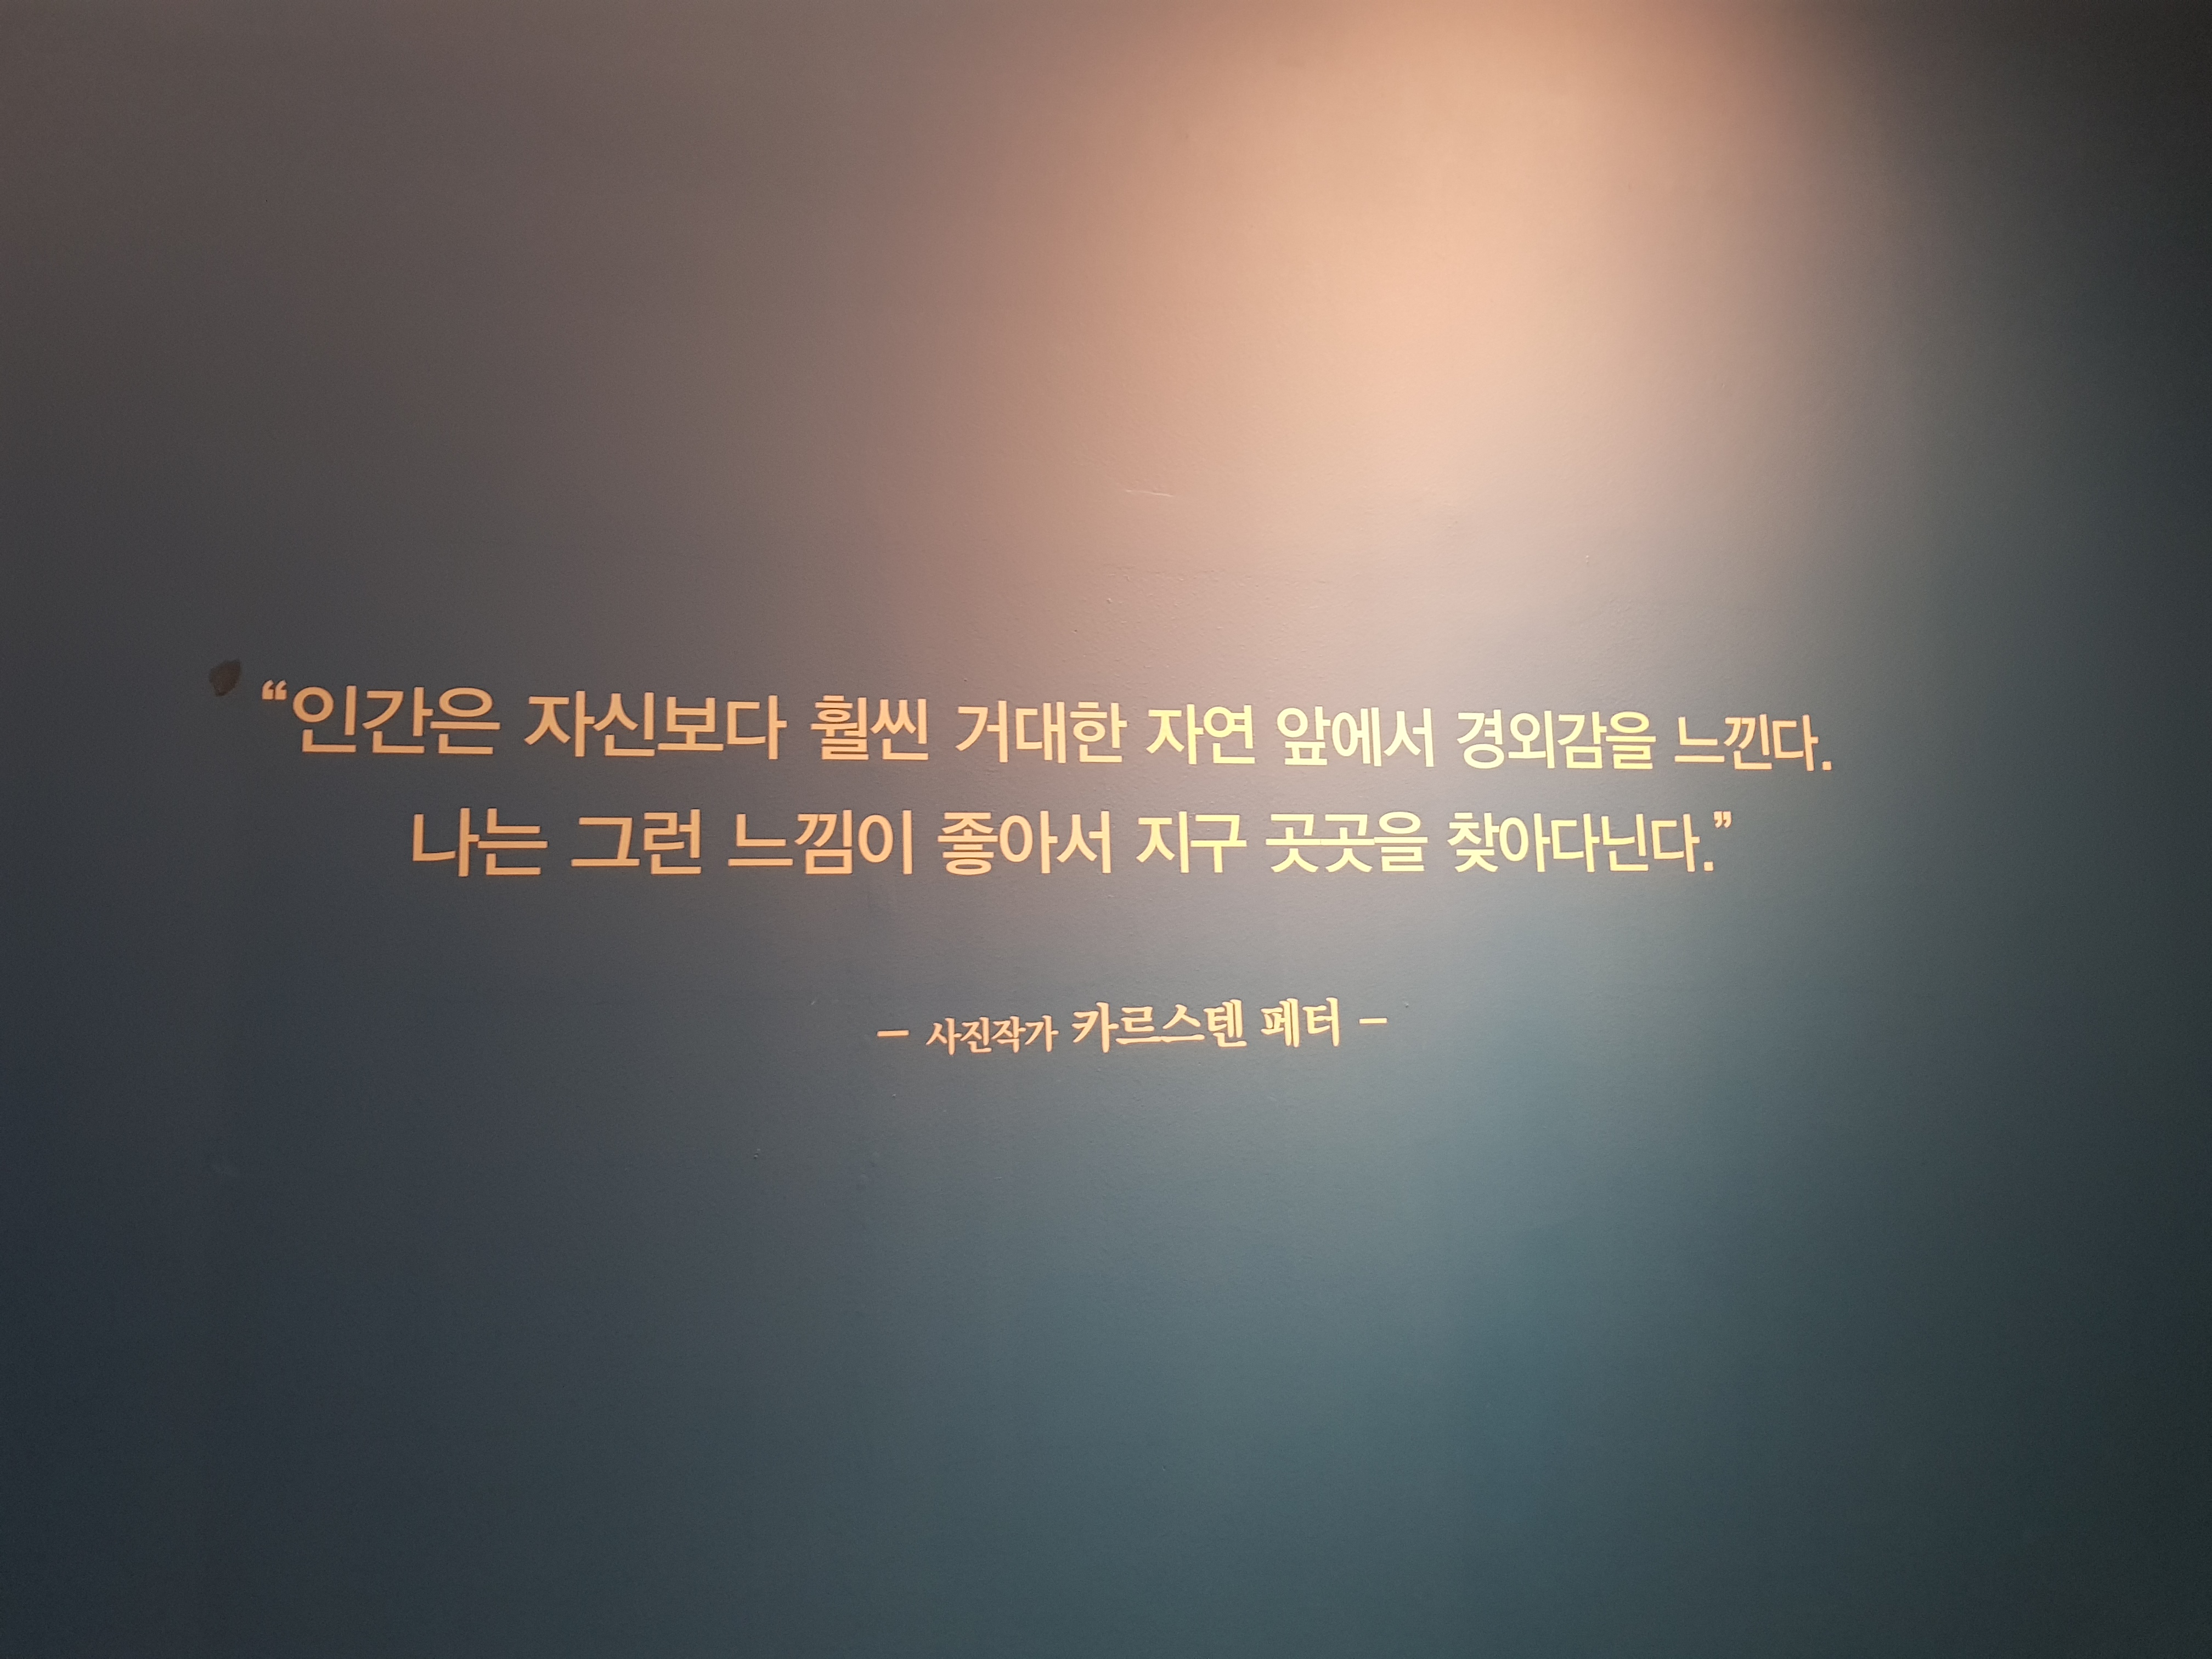 “인간은 자신보다 훨씬 거대한 자연 앞에서 경외감을 느낀다.
나는 그런 느낌이 좋아서 지구 곳곳을 찾아다닌다.”
– 사진작가 카르스텐 페터 –